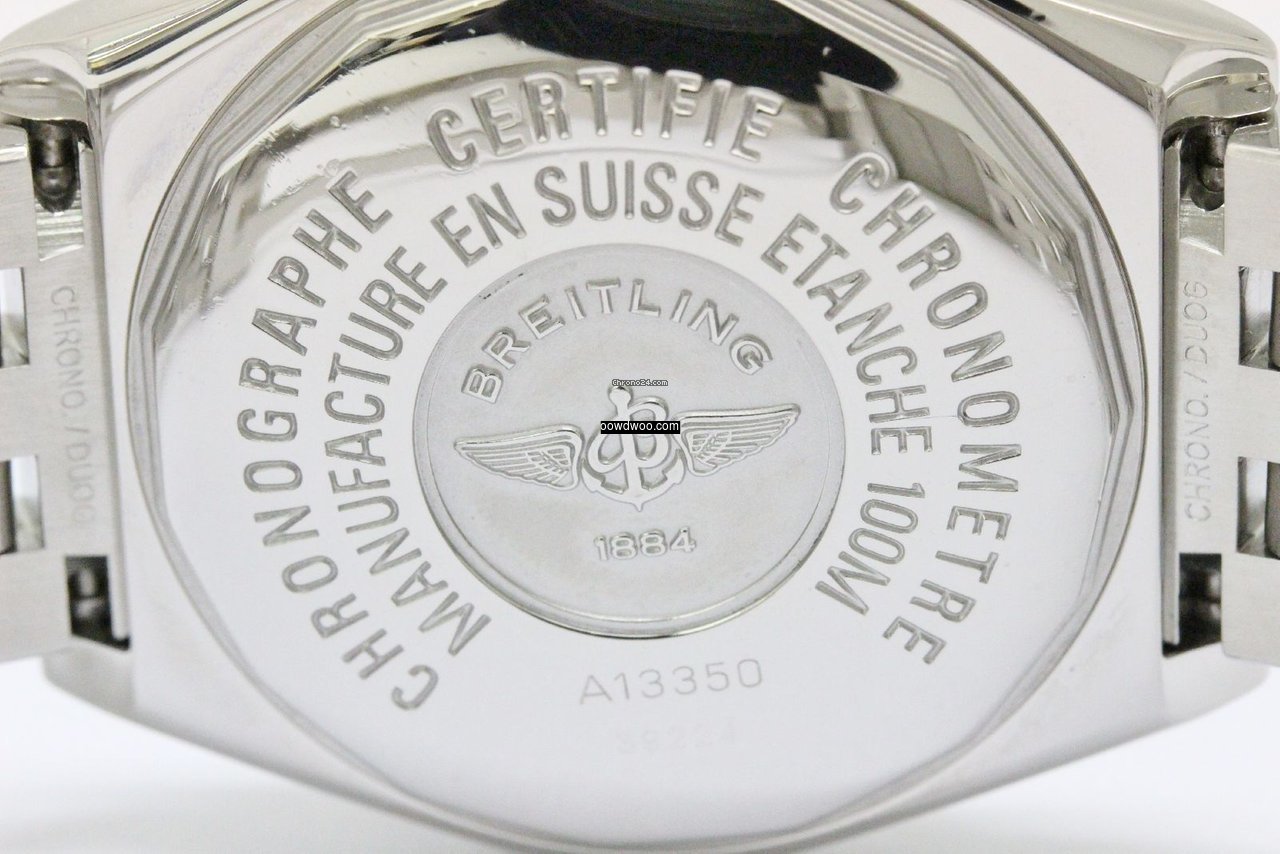 CHRONOGRAPHE CERTIFIE CHRONOMETRE
MANUFACTURE EN SUISSE ETANCHE 100M
BREITLING
Chrono24.com
oowdwoo.com
1884
A13350
CHRONO. / DUOG
CHRONO. / DUOG